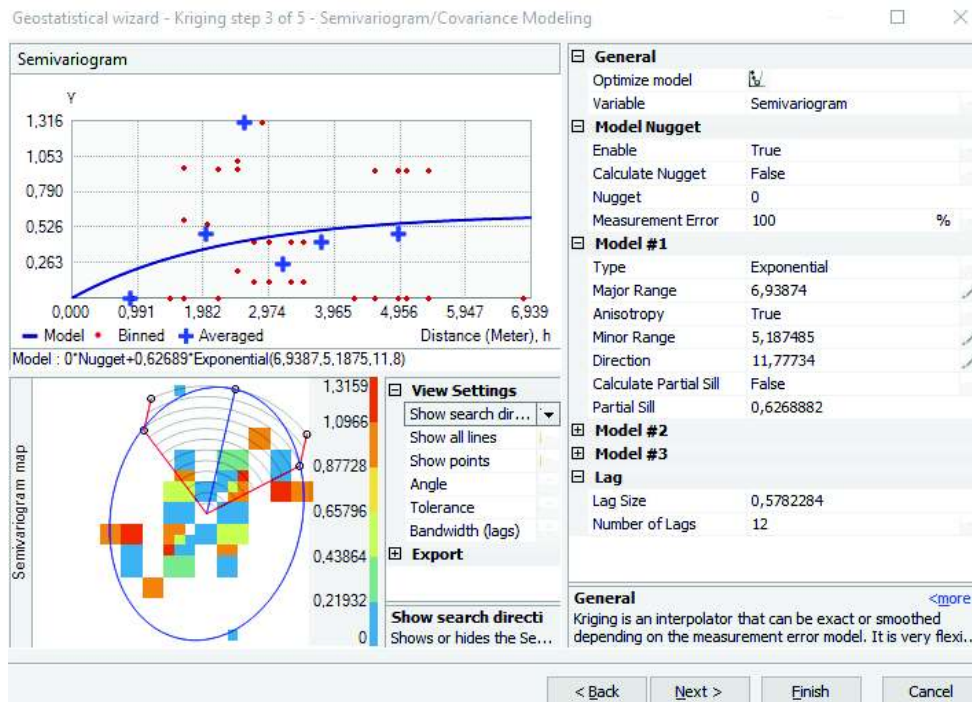 Geostatistical wizard - Kriging step 3 of 5 - Semivariogram/Covariance Modeling
Semivariogram
Y
1,316
1,053
0,790
0,526
0,263
0,000 0,991 1,982 2,974 3,965 4,956 5,947 6,939
Model Binned Averaged Distance (Meter), h
Model : 0*Nugget+0,62689*Exponential(6,9387,5,1875,11,8)
Semivariogram map
1,3159
1,0966
0,87728
0,65796
0,43864
0,21932
0
View Settings
Show search dir...
Show all lines
Show points
Angle
Tolerance
Bandwidth (lags)
Export
Show search directi
Shows or hides the Se...
General
Optimize model
Variable Semivariogram
Model Nugget
Enable True
Calculate Nugget False
Nugget 0
Measurement Error 100 %
Model #1
Type Exponential
Major Range 6,93874
Anisotropy True
Minor Range 5,187485
Direction 11,77734
Calculate Partial Sill False
Partial Sill 0,6268882
Model #2
Model #3
Lag
Lag Size 0,5782284
Number of Lags 12
General <more
Kriging is an interpolator that can be exact or smoothed
depending on the measurement error model. It is very flexi...
< Back Next > Finish Cancel